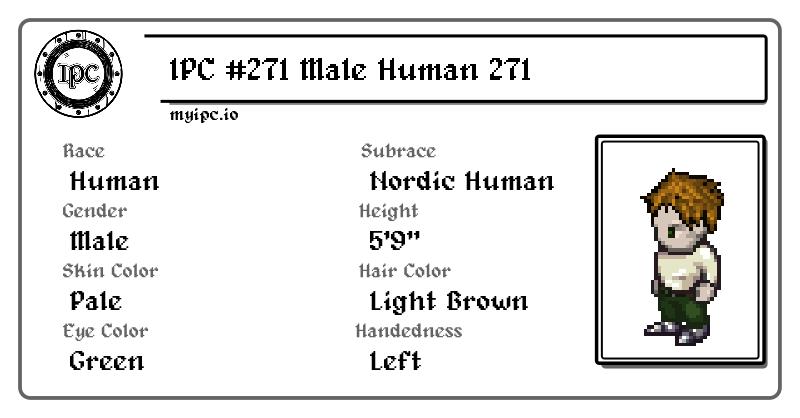 IPC
IPC #271 Male Human 271
myipc.io
Race
Human
Subrace
Nordic Human
Gender
Male
Height
5'9"
Skin Color
Pale
Hair Color
Light Brown
Eye Color
Green
Handedness
Left